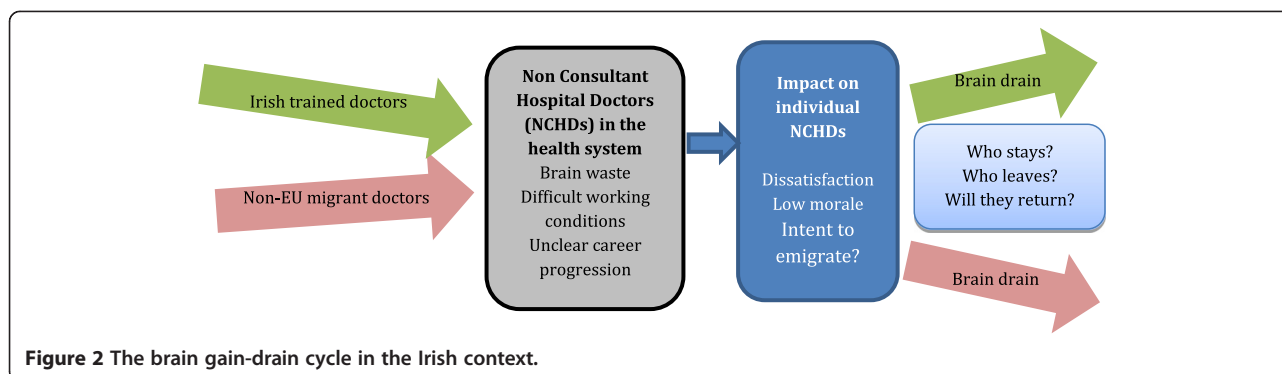 Irish trained doctors
Non-EU migrant doctors
Non Consultant
Hospital Doctors
(NCHDs) in the
health system
Brain waste
Difficult working
conditions
Unclear career
progression
Impact on
individual
NCHDs
Dissatisfaction
Low morale
Intent to
emigrate?
Brain drain
Who stays?
Who leaves?
Will they return?
Brain drain
Figure 2 The brain gain-drain cycle in the Irish context.